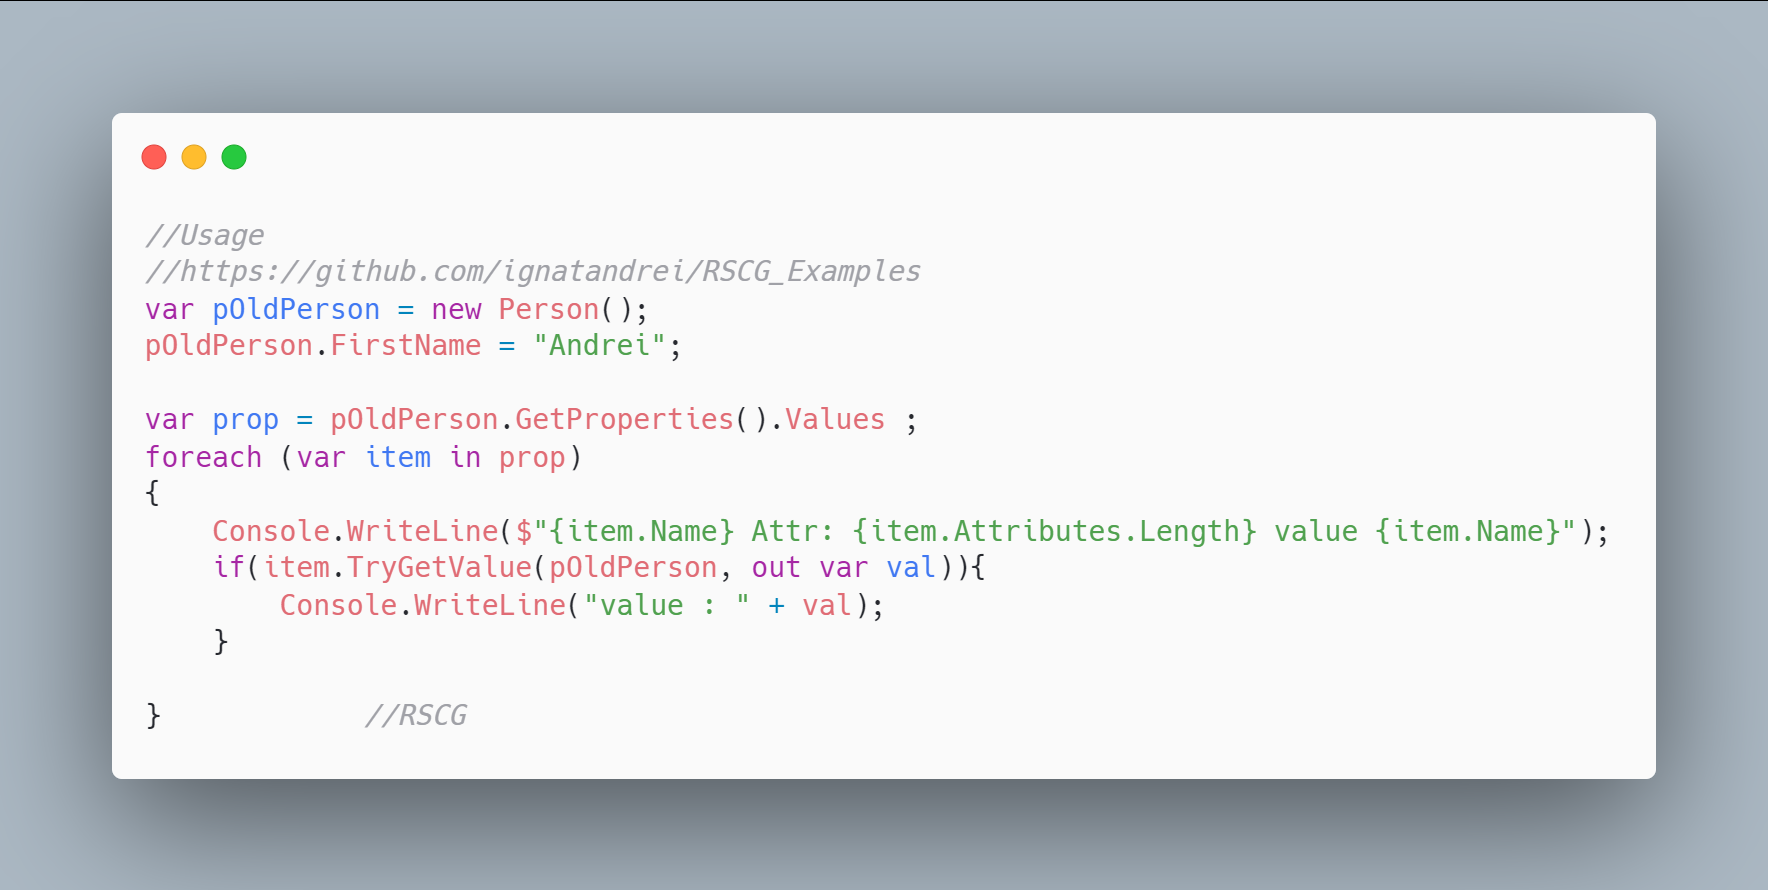 //Usage
//https://github.com/ignatandrei/RSCG_Examples
var pOldPerson = new Person();
pOldPerson.FirstName = "Andrei";

var prop = pOldPerson.GetProperties().Values ;
foreach (var item in prop)
{
    Console.WriteLine($"{item.Name} Attr: {item.Attributes.Length} value {item.Name}");
    if(item.TryGetValue(pOldPerson, out var val)){
        Console.WriteLine("value : " + val);
    }

}            //RSCG